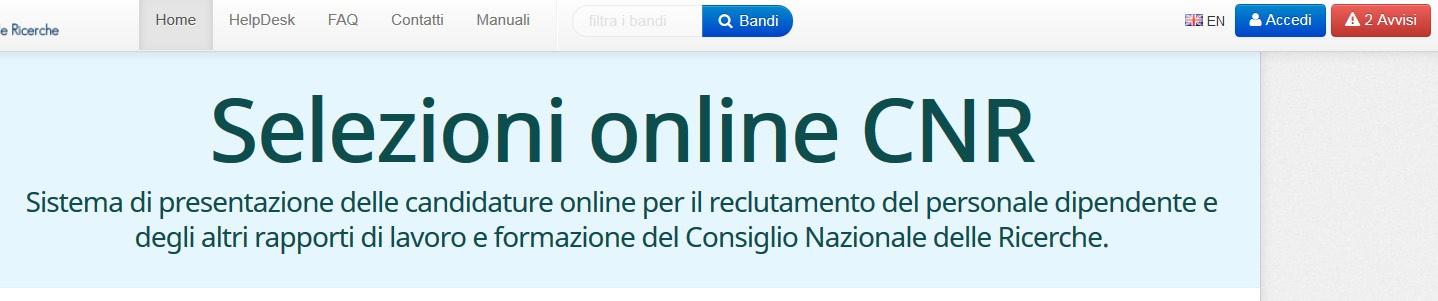 e Ricerche Home HelpDesk FAQ Contatti Manuali filtra i bandi Bandi EN Accedi 2 Avvisi
Selezioni online CNR
Sistema di presentazione delle candidature online per il reclutamento del personale dipendente e
degli altri rapporti di lavoro e formazione del Consiglio Nazionale delle Ricerche.